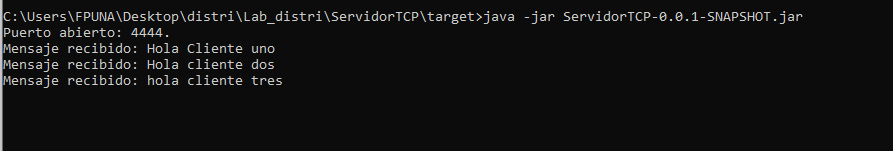 C:\Users\FPUNA\Desktop\distri\Lab_distri\ServidorTCP\target>java -jar ServidorTCP-0.0.1-SNAPSHOT.jar
Puerto abierto: 4444.
Mensaje recibido: Hola Cliente uno
Mensaje recibido: Hola cliente dos
Mensaje recibido: hola cliente tres